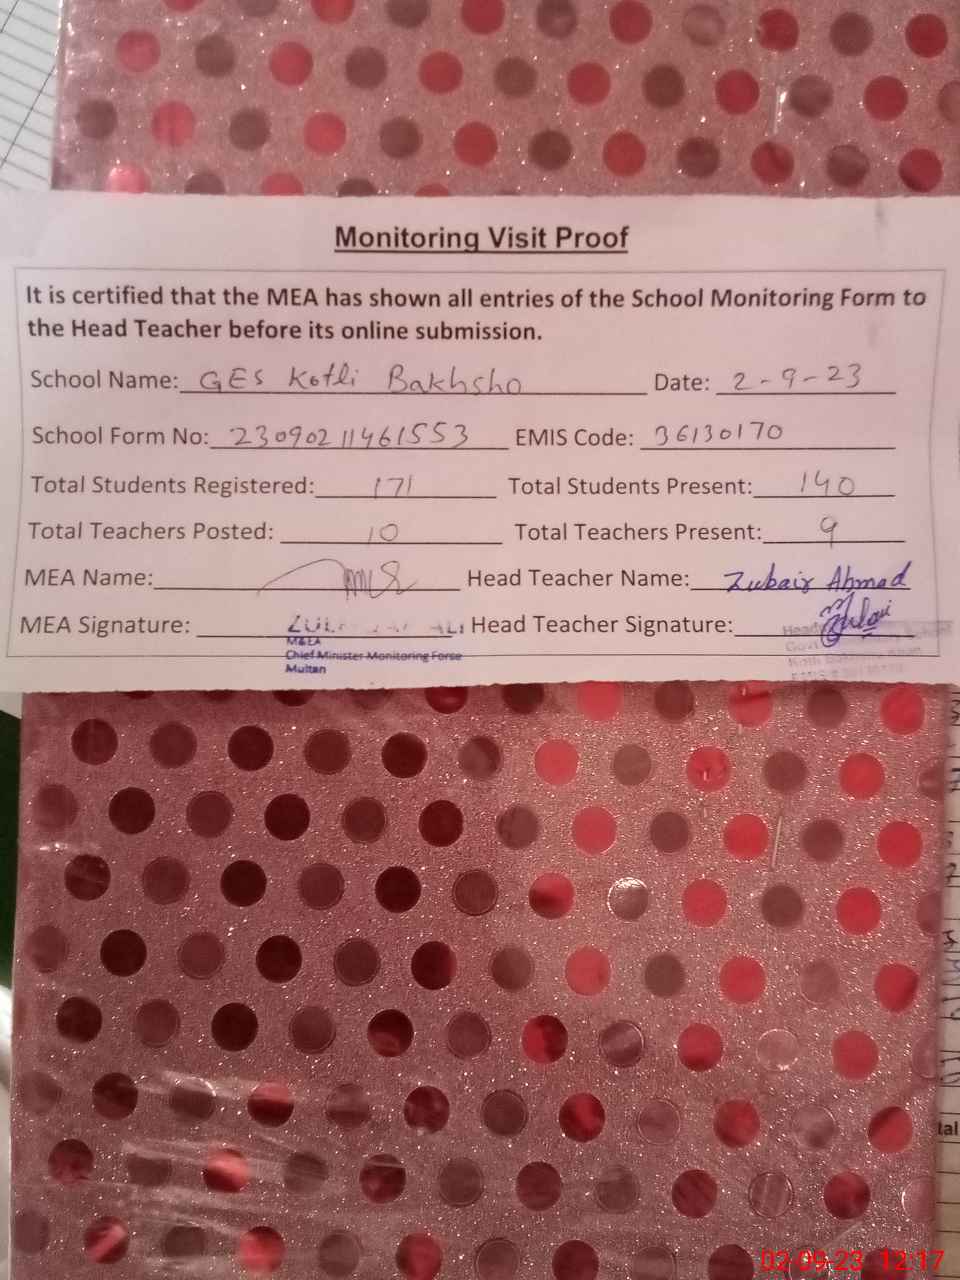 Monitoring Visit Proof
It is certified that the MEA has shown all entries of the School Monitoring Form to
the Head Teacher before its online submission.
School Name: GES Kotli Bakhsho Date: 2-9-23
School Form No: 23090211461553 EMIS Code: 36130170
Total Students Registered: 171 Total Students Present: 140
Total Teachers Posted: 10 Total Teachers Present: 9
MEA Name: Head Teacher Name: Zubair Ahmad
MEA Signature: ALI Head Teacher Signature:
M&EA
Chief Minister Monitoring Forse
Multan
tal
02-09-23 12:17